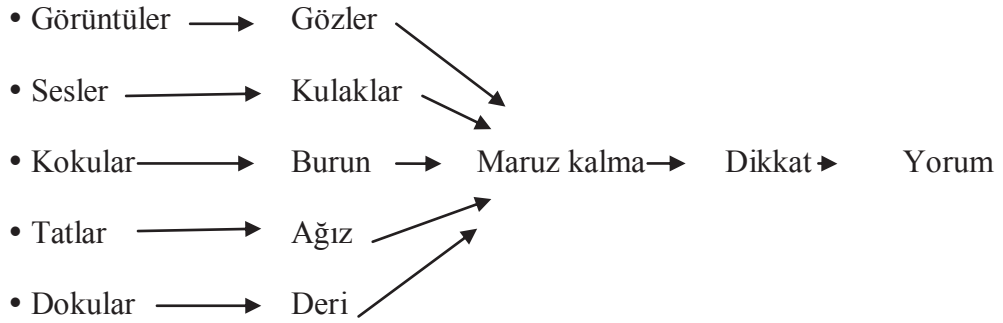 • Görüntüler Gözler
• Sesler Kulaklar
• Kokular Burun Maruz kalma Dikkat Yorum
• Tatlar Ağız
• Dokular Deri